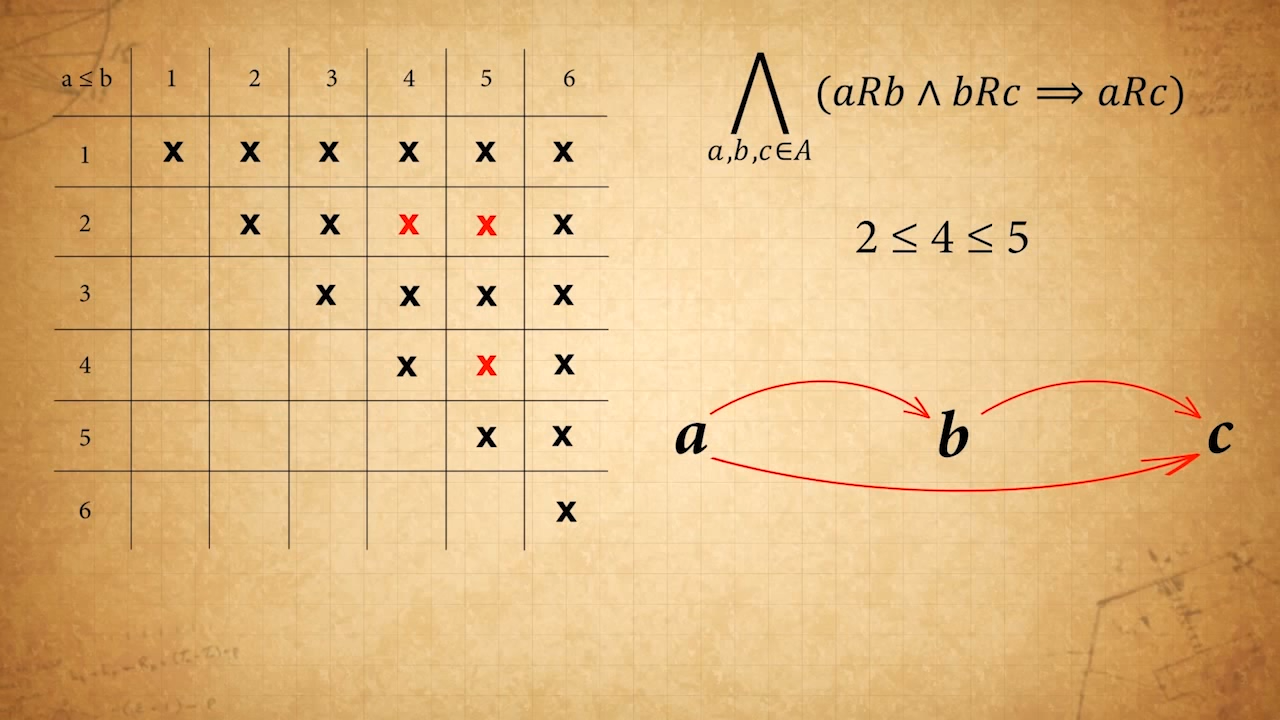 a ≤ b 1 2 3 4 5 6
1 x x x x x x
2 x x x x x
3 x x x x
4 x x x
5 x x
6 x
⋀ (aRb ∧ bRc ⟹ aRc)
a,b,c∈A
2 ≤ 4 ≤ 5
a b c